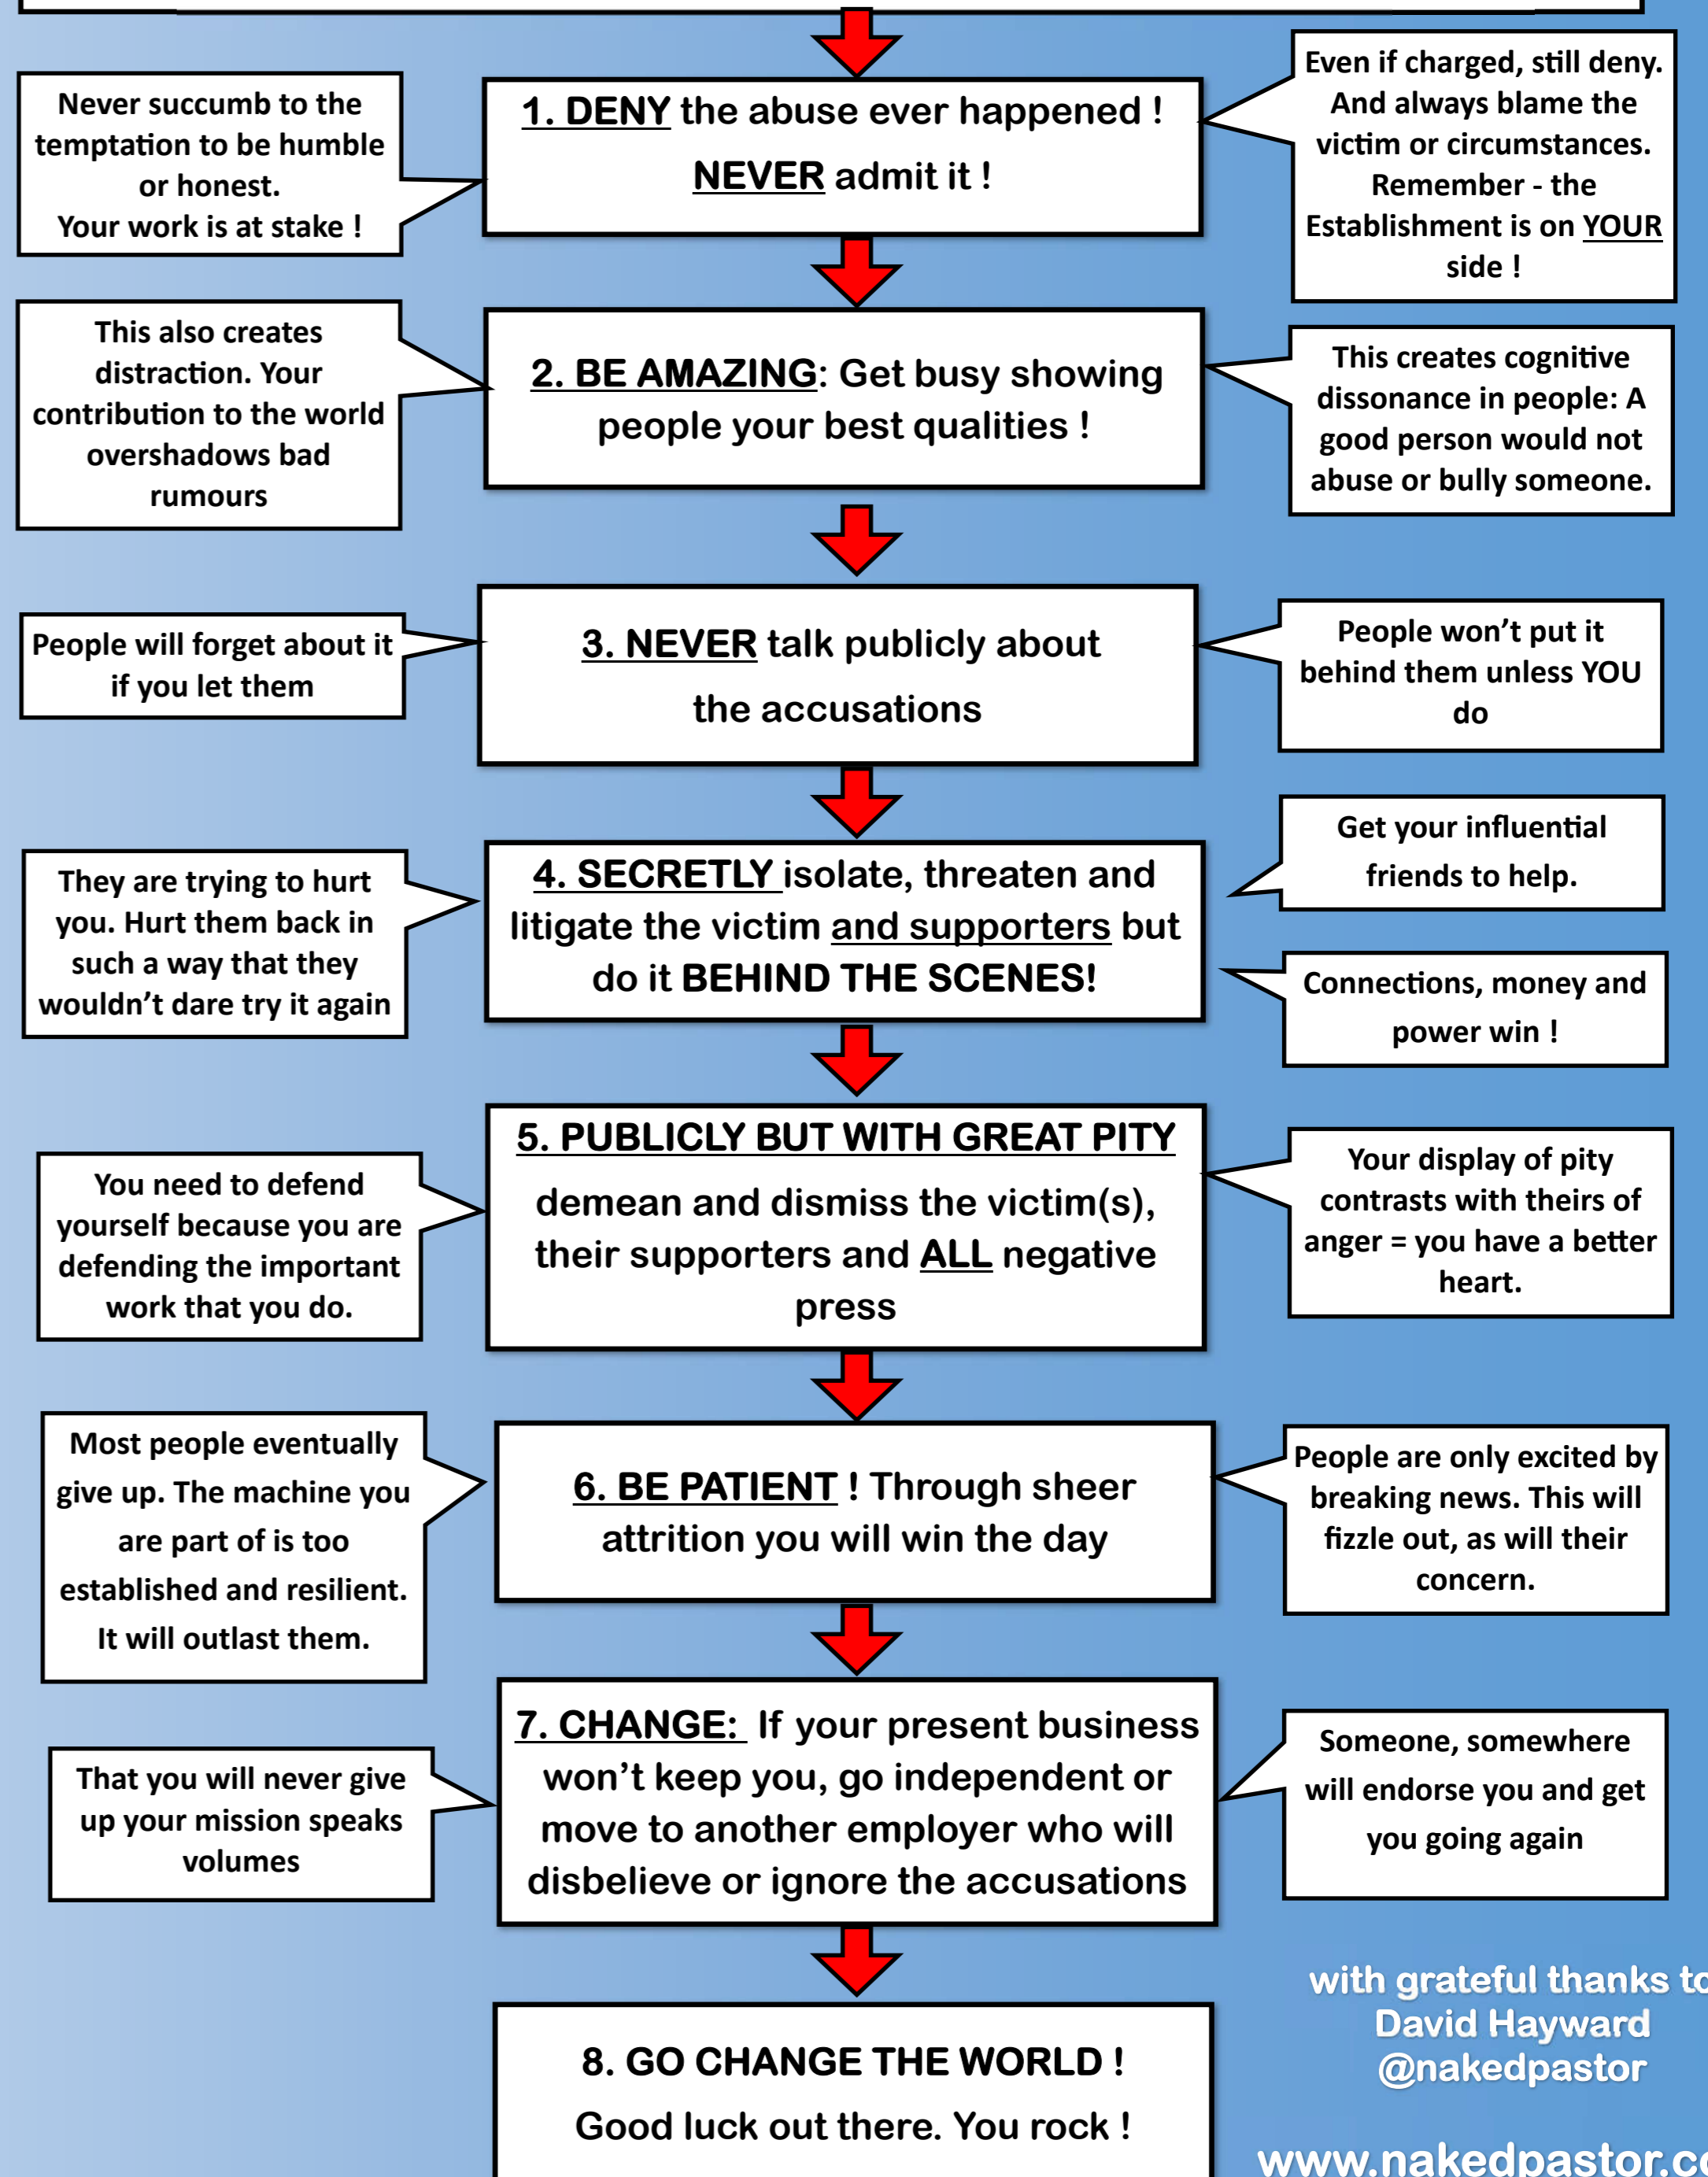 Never succumb to the
temptation to be humble
or honest.
Your work is at stake !
1. DENY the abuse ever happened !
NEVER admit it !
Even if charged, still deny.
And always blame the
victim or circumstances.
Remember - the
Establishment is on YOUR
side !
This also creates
distraction. Your
contribution to the world
overshadows bad
rumours
2. BE AMAZING: Get busy showing
people your best qualities !
This creates cognitive
dissonance in people: A
good person would not
abuse or bully someone.
People will forget about it
if you let them
3. NEVER talk publicly about
the accusations
People won’t put it
behind them unless YOU
do
They are trying to hurt
you. Hurt them back in
such a way that they
wouldn’t dare try it again
4. SECRETLY isolate, threaten and
litigate the victim and supporters but
do it BEHIND THE SCENES!
Get your influential
friends to help.
Connections, money and
power win !
You need to defend
yourself because you are
defending the important
work that you do.
5. PUBLICLY BUT WITH GREAT PITY
demean and dismiss the victim(s),
their supporters and ALL negative
press
Your display of pity
contrasts with theirs of
anger = you have a better
heart.
Most people eventually
give up. The machine you
are part of is too
established and resilient.
It will outlast them.
6. BE PATIENT ! Through sheer
attrition you will win the day
People are only excited by
breaking news. This will
fizzle out, as will their
concern.
That you will never give
up your mission speaks
volumes
7. CHANGE: If your present business
won’t keep you, go independent or
move to another employer who will
disbelieve or ignore the accusations
Someone, somewhere
will endorse you and get
you going again
8. GO CHANGE THE WORLD !
Good luck out there. You rock !
with grateful thanks to
David Hayward
@nakedpastor
www.nakedpastor.co